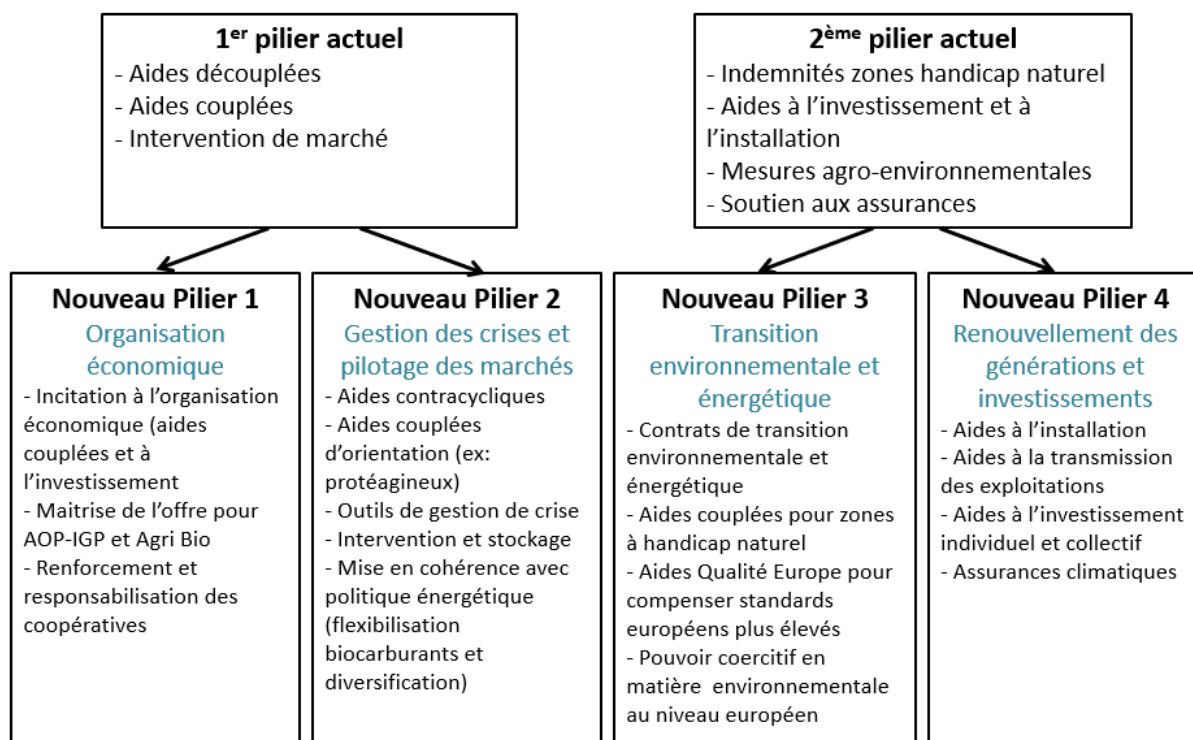 1er pilier actuel
- Aides découplées
- Aides couplées
- Intervention de marché
2ème pilier actuel
- Indemnités zones handicap naturel
- Aides à l’investissement et à
l’installation
- Mesures agro-environnementales
- Soutien aux assurances
Nouveau Pilier 1
Organisation
économique
- Incitation à l’organisation
économique (aides
couplées et à
l’investissement
- Maitrise de l’offre pour
AOP-IGP et Agri Bio
- Renforcement et
responsabilisation des
coopératives
Nouveau Pilier 2
Gestion des crises et
pilotage des marchés
- Aides contracycliques
- Aides couplées
d’orientation (ex:
protéagineux)
- Outils de gestion de crise
- Intervention et stockage
- Mise en cohérence avec
politique énergétique
(flexibilisation
biocarburants et
diversification)
Nouveau Pilier 3
Transition
environnementale et
énergétique
- Contrats de transition
environnementale et
énergétique
- Aides couplées pour zones
à handicap naturel
- Aides Qualité Europe pour
compenser standards
européens plus élevés
- Pouvoir coercitif en
matière environnementale
au niveau européen
Nouveau Pilier 4
Renouvellement des
générations et
investissements
- Aides à l’installation
- Aides à la transmission
des exploitations
- Aides à l’investissement
individuel et collectif
- Assurances climatiques